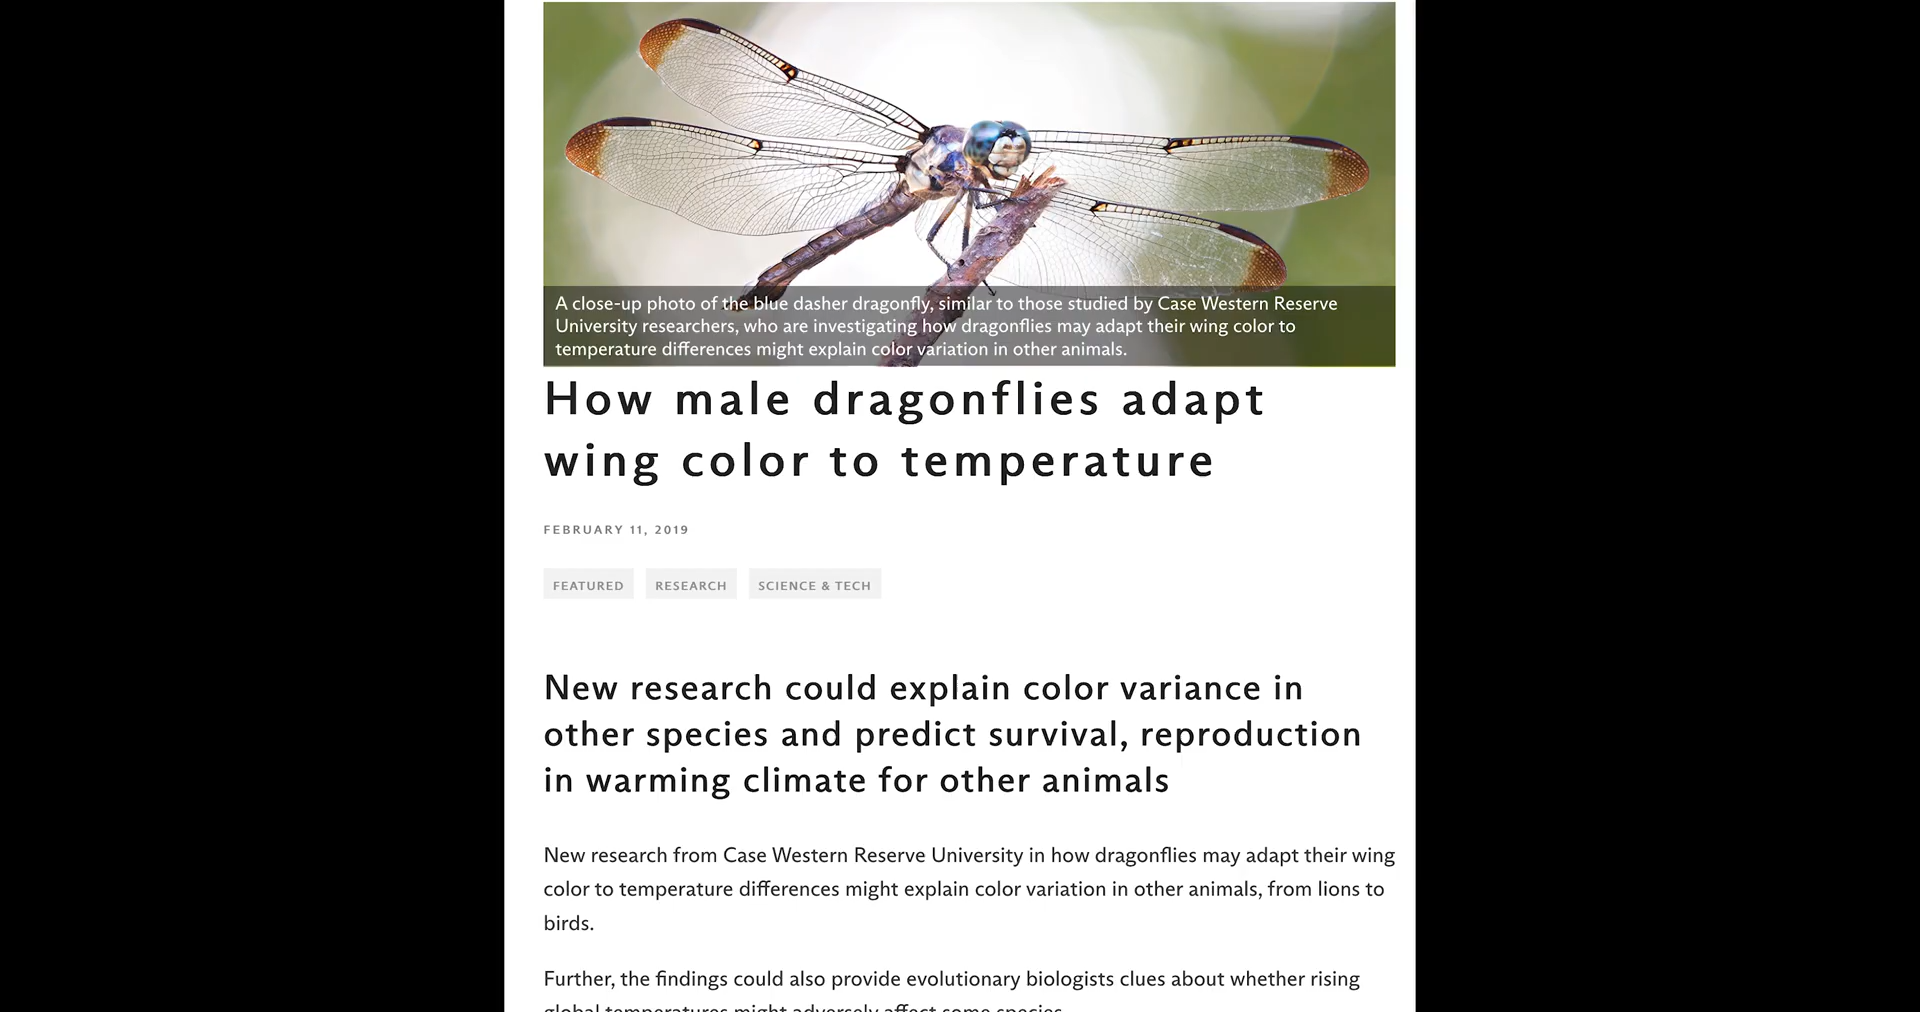 A close-up photo of the blue dasher dragonfly, similar to those studied by Case Western Reserve
University researchers, who are investigating how dragonflies may adapt their wing color to
temperature differences might explain color variation in other animals.
How male dragonflies adapt
wing color to temperature
FEBRUARY 11, 2019
FEATURED RESEARCH SCIENCE & TECH
New research could explain color variance in
other species and predict survival, reproduction
in warming climate for other animals
New research from Case Western Reserve University in how dragonflies may adapt their wing
color to temperature differences might explain color variation in other animals, from lions to
birds.
Further, the findings could also provide evolutionary biologists clues about whether rising
global temperatures might adversely affect some species.